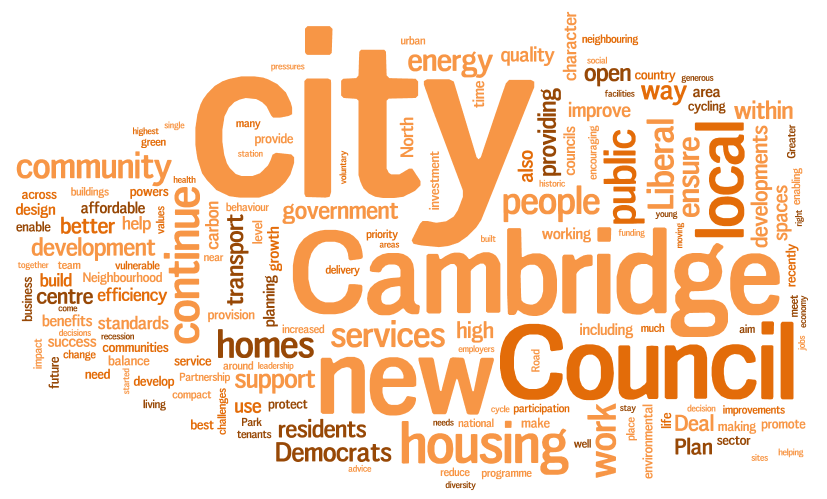 city
Cambridge
Council
new
local
housing
continue
community
people
services
homes
public
Liberal
work
government
development
energy
quality
character
neighbouring
urban
pressures
social
open
country
generous
facilities
way
area
cycling
time
providing
improve
within
highest
single
green
many
provide
station
voluntary
North
investment
also
councils
encouraging
ensure
developments
Greater
health
historic
across
buildings
powers
design
affordable
values
enable
better
help
carbon
behaviour
level
transport
near
young
spaces
right
enabling
priority
areas
built
working
funding
moving
together
team
vulnerable
growth
delivery
recently
business
build
Neighbourhood
centre
efficiency
come
planning
provision
meet
economy
benefits
standards
decisions
recession
success
communities
increased
high
including
much
aim
jobs
impact
change
balance
service
employers
Road
future
need
started
develop
Partnership
around
leadership
support
compact
living
challenges
use
protect
best
Park
tenants
residents
Democrats
advice
cycle
participation
needs
national
make
well
stay
place
environmental
life
decision
improvements
Deal
making
promote
Plan
sector
sites
helping
reduce
programme
diversity